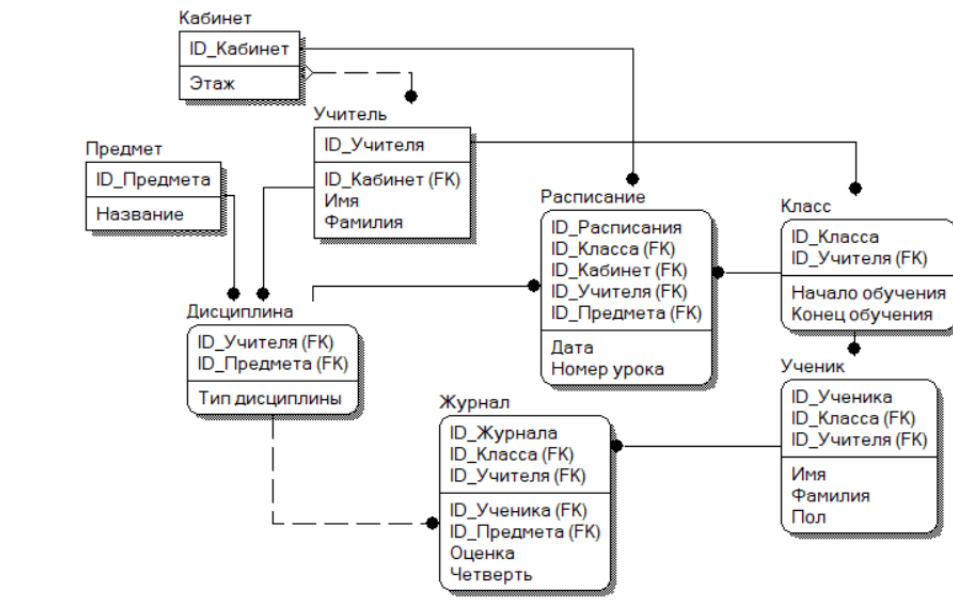 Кабинет
ID_Кабинет
Этаж
Учитель
ID_Учителя
ID_Кабинет (FK)
Имя
Фамилия
Предмет
ID_Предмета
Название
Расписание
ID_Расписания
ID_Класса (FK)
ID_Кабинет (FK)
ID_Учителя (FK)
ID_Предмета (FK)
Дата
Номер урока
Класс
ID_Класса
ID_Учителя (FK)
Начало обучения
Конец обучения
Дисциплина
ID_Учителя (FK)
ID_Предмета (FK)
Тип дисциплины
Ученик
ID_Ученика
ID_Класса (FK)
ID_Учителя (FK)
Имя
Фамилия
Пол
Журнал
ID_Журнала
ID_Класса (FK)
ID_Учителя (FK)
ID_Ученика (FK)
ID_Предмета (FK)
Оценка
Четверть